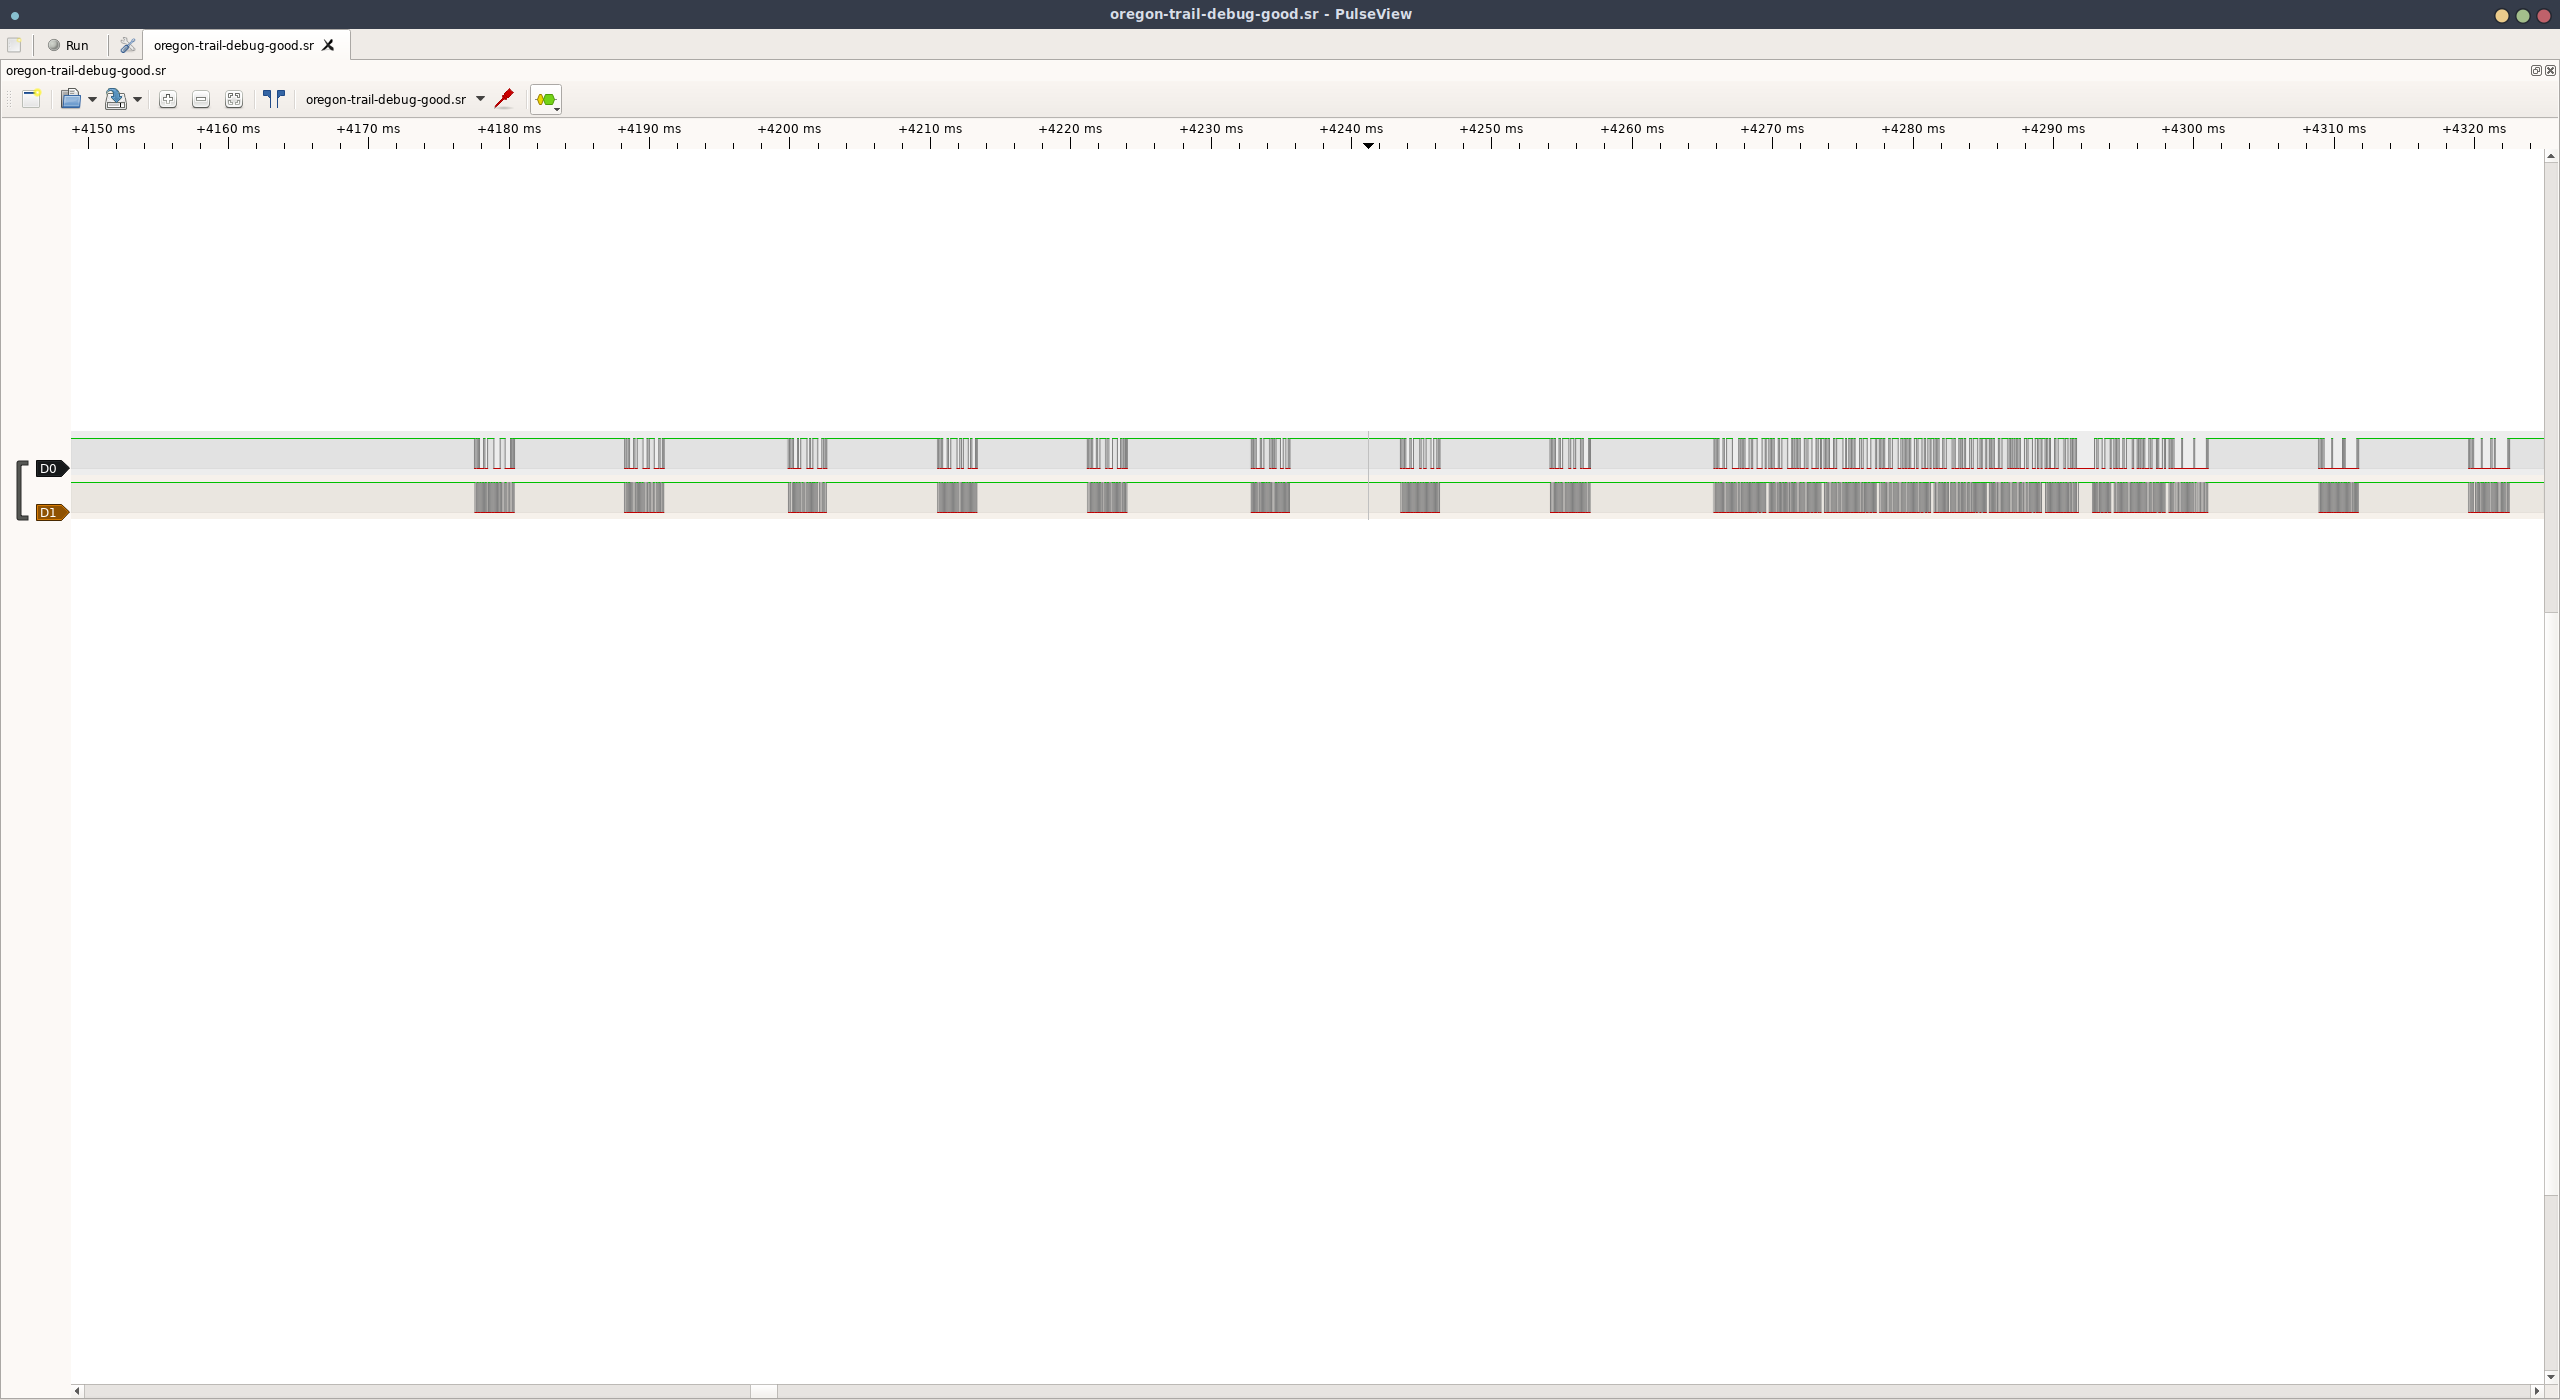 oregon-trail-debug-good.sr - PulseView
Run
oregon-trail-debug-good.sr
oregon-trail-debug-good.sr
oregon-trail-debug-good.sr
+4150 ms +4160 ms +4170 ms +4180 ms +4190 ms +4200 ms +4210 ms +4220 ms +4230 ms +4240 ms +4250 ms +4260 ms +4270 ms +4280 ms +4290 ms +4300 ms +4310 ms +4320 ms
D0
D1